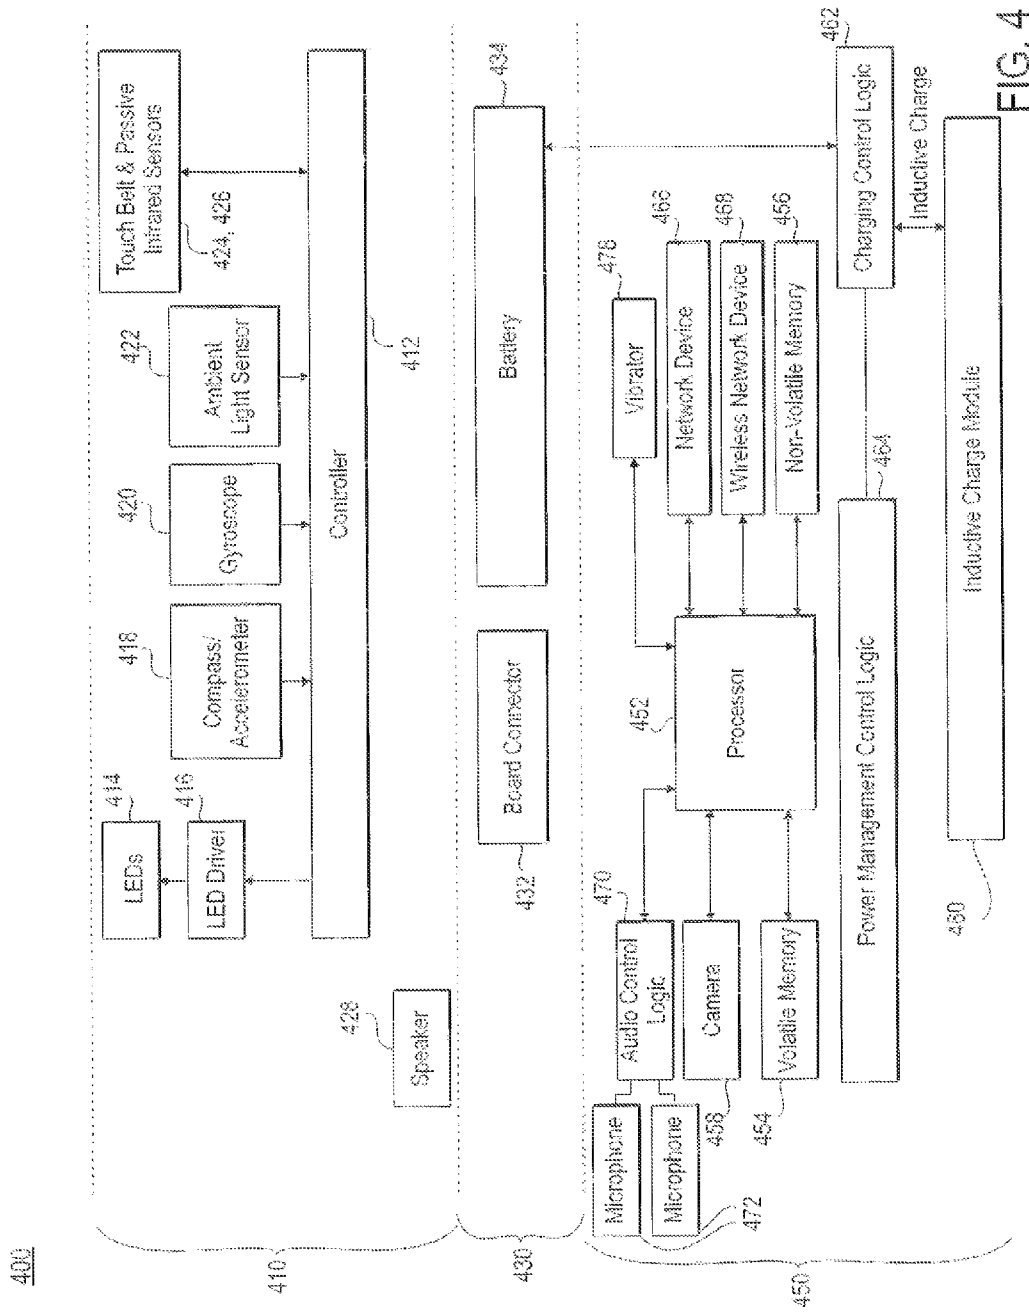 400
410
LEDs
414
LED Driver
416
Compass/
Accelerometer
418
Gyroscope
420
Ambient
Light Sensor
422
Touch Belt & Passive
Infrared Sensors
424, 426
Controller
412
Speaker
428
430
Board Connector
432
Battery
434
450
Microphone
Microphone
472
Audio Control
Logic
470
Camera
458
Volatile Memory
454
Processor
452
Vibrator
Network Device
466
Wireless Network Device
468
Non-Volatile Memory
456
Charging Control Logic
462
Power Management Control Logic
464
Inductive Charge
Inductive Charge Module
460
FIG. 4